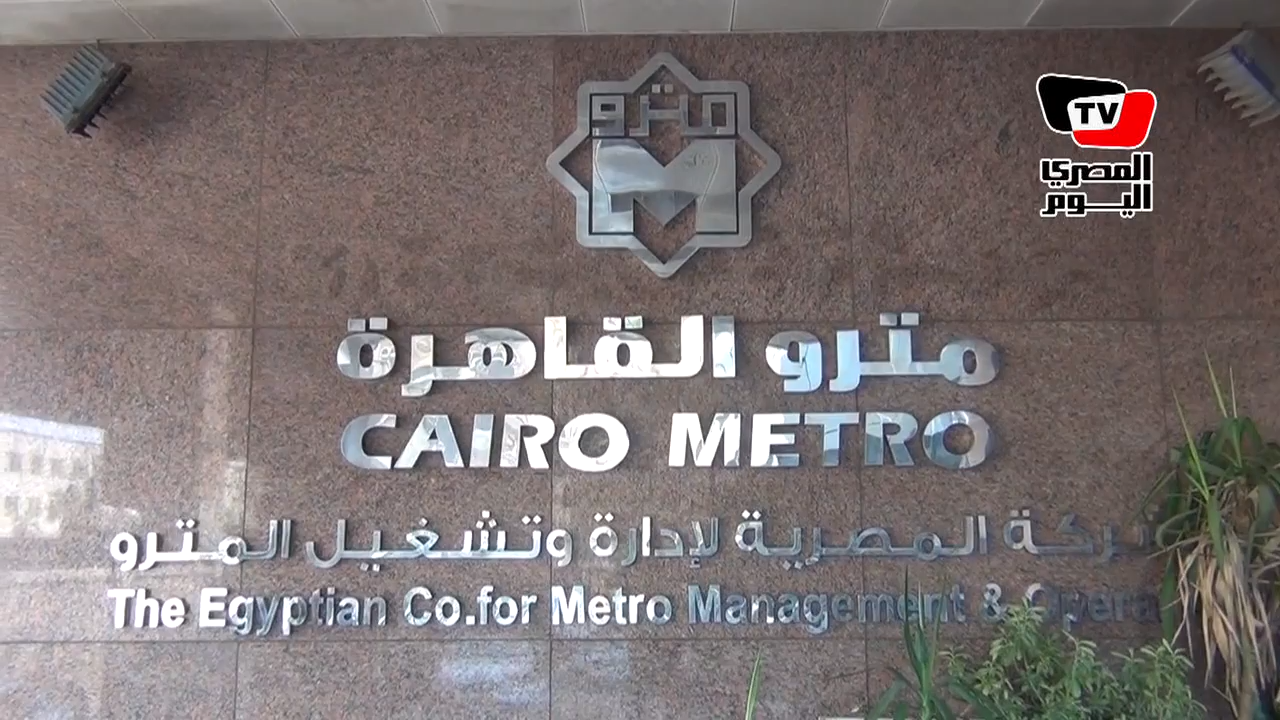 مترو
TV
المصري
اليوم
مترو القاهرة
CAIRO METRO
المصرية لإدارة وتشغيل المترو
The Egyptian Co.for Metro Management &